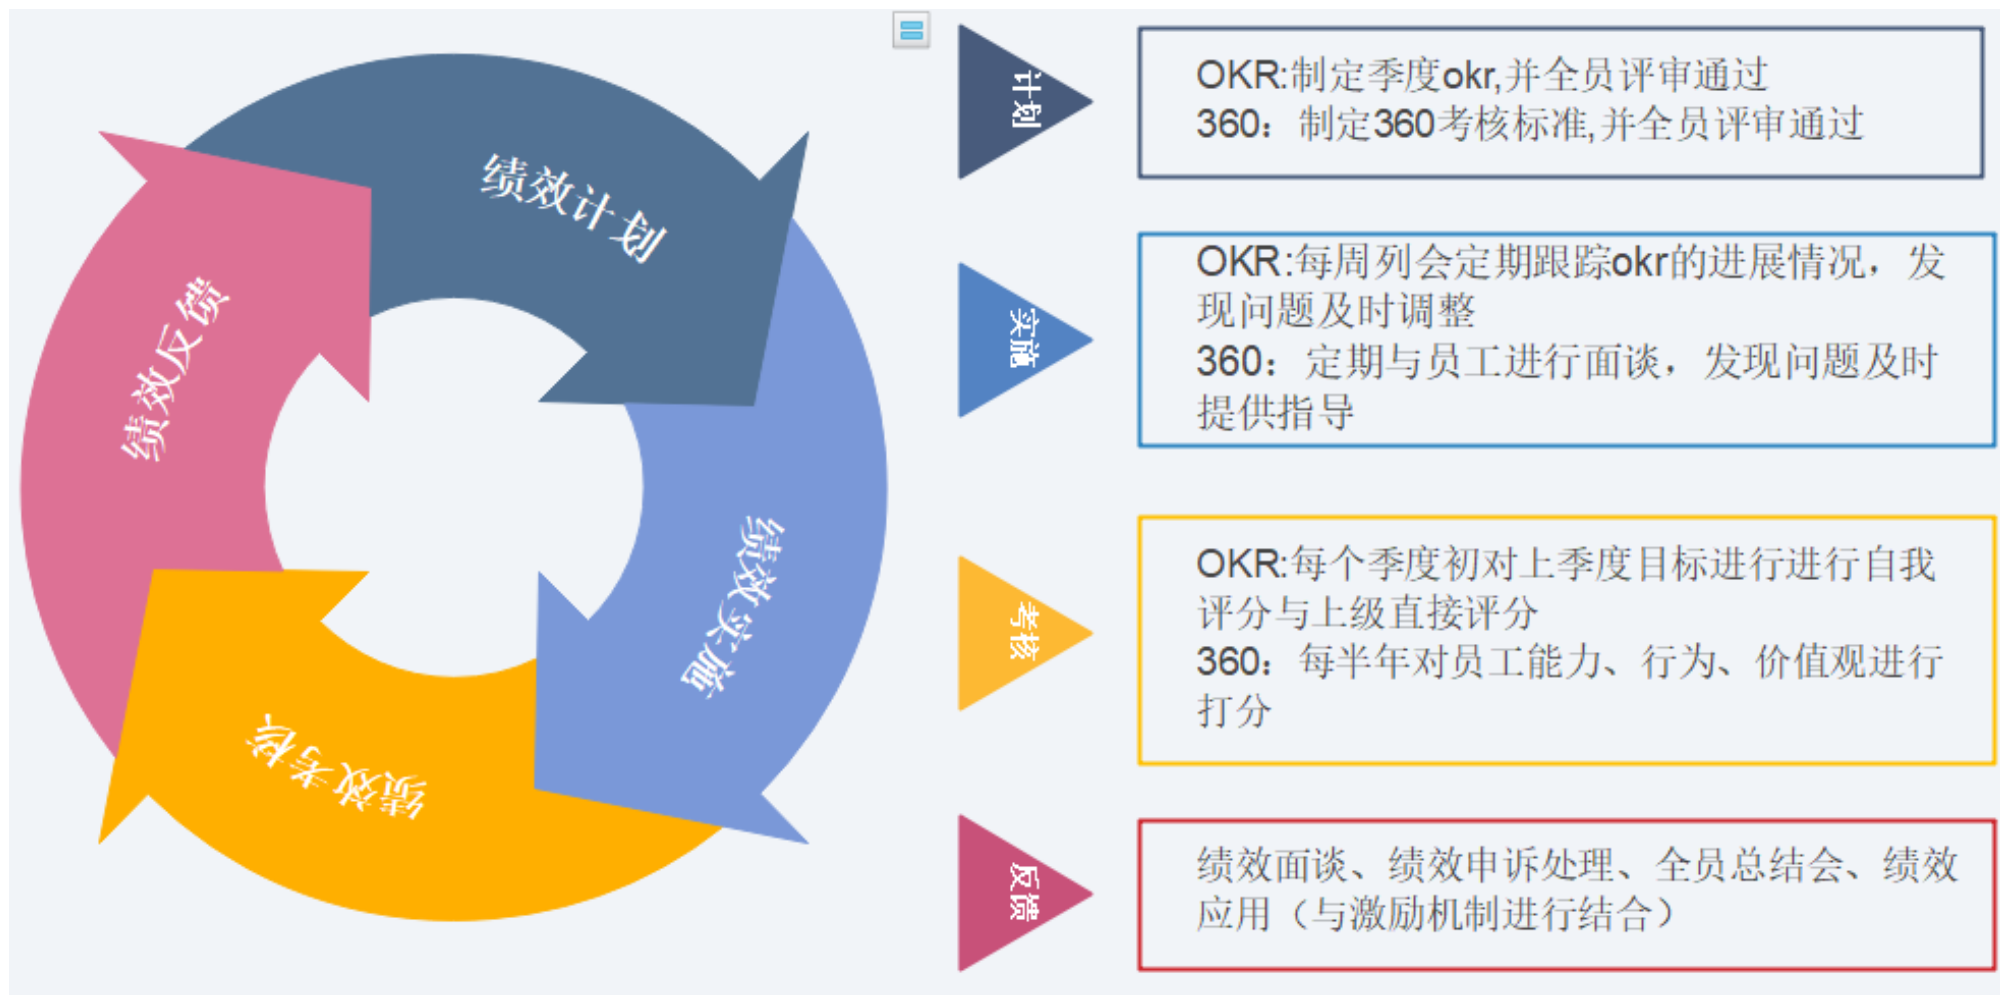 绩效计划
绩效实施
绩效考核
绩效反馈
计划
OKR:制定季度okr,并全员评审通过
360：制定360考核标准,并全员评审通过
实施
OKR:每周列会定期跟踪okr的进展情况，发
现问题及时调整
360：定期与员工进行面谈，发现问题及时
提供指导
考核
OKR:每个季度初对上季度目标进行进行自我
评分与上级直接评分
360：每半年对员工能力、行为、价值观进行
打分
反馈
绩效面谈、绩效申诉处理、全员总结会、绩效
应用（与激励机制进行结合）